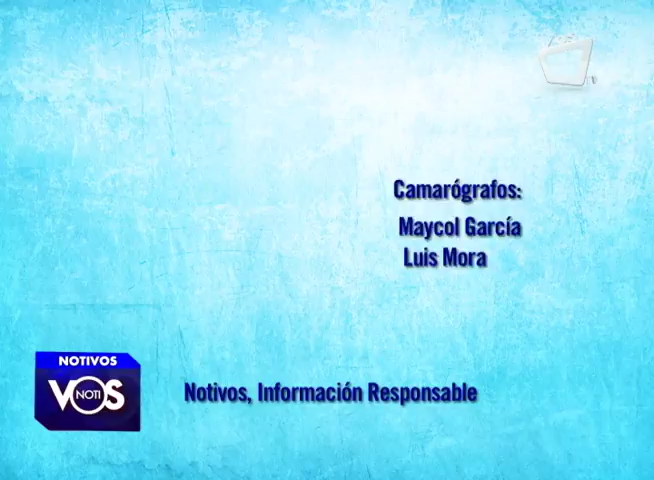 Camarógrafos:
Maycol García
Luis Mora
NOTIVOS
VOS
NOTI
Notivos, Información Responsable